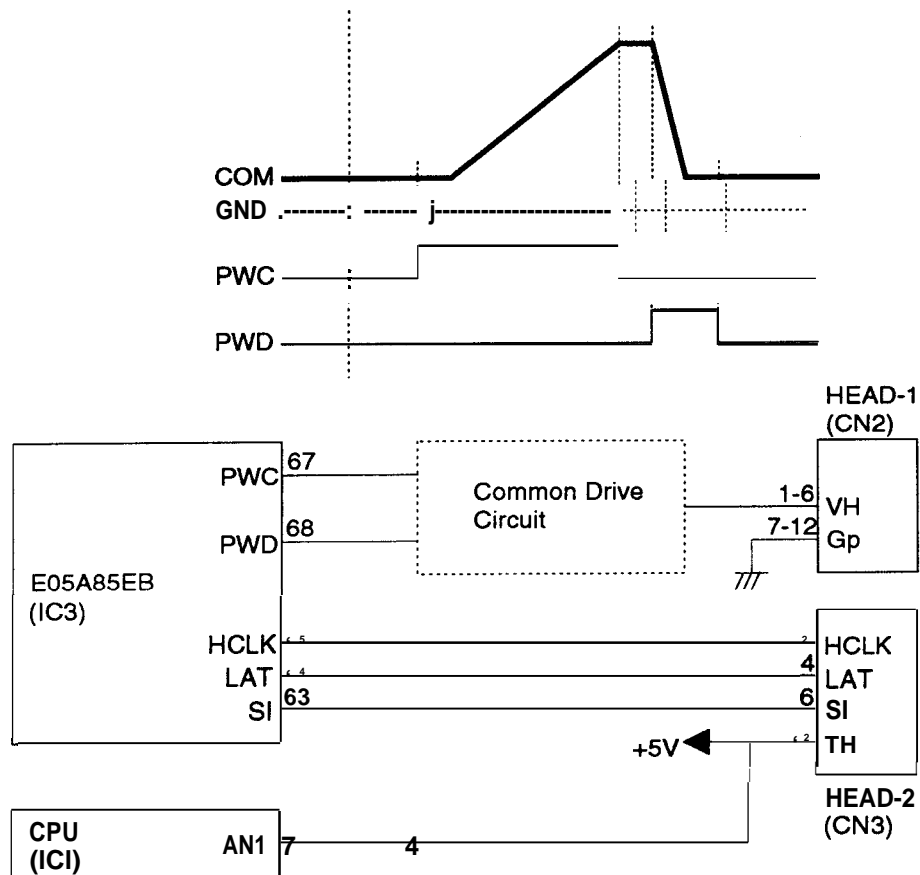 COM
GND
PWC
PWD
HEAD-1
(CN2)
PWC 67
Common Drive
Circuit
1-6 VH
7-12 Gp
PWD 68
E05A85EB
(IC3)
HCLK
HCLK
LAT
4 LAT
SI 63
6 SI
+5V
TH
HEAD-2
(CN3)
CPU
(ICI)
AN1 7 4